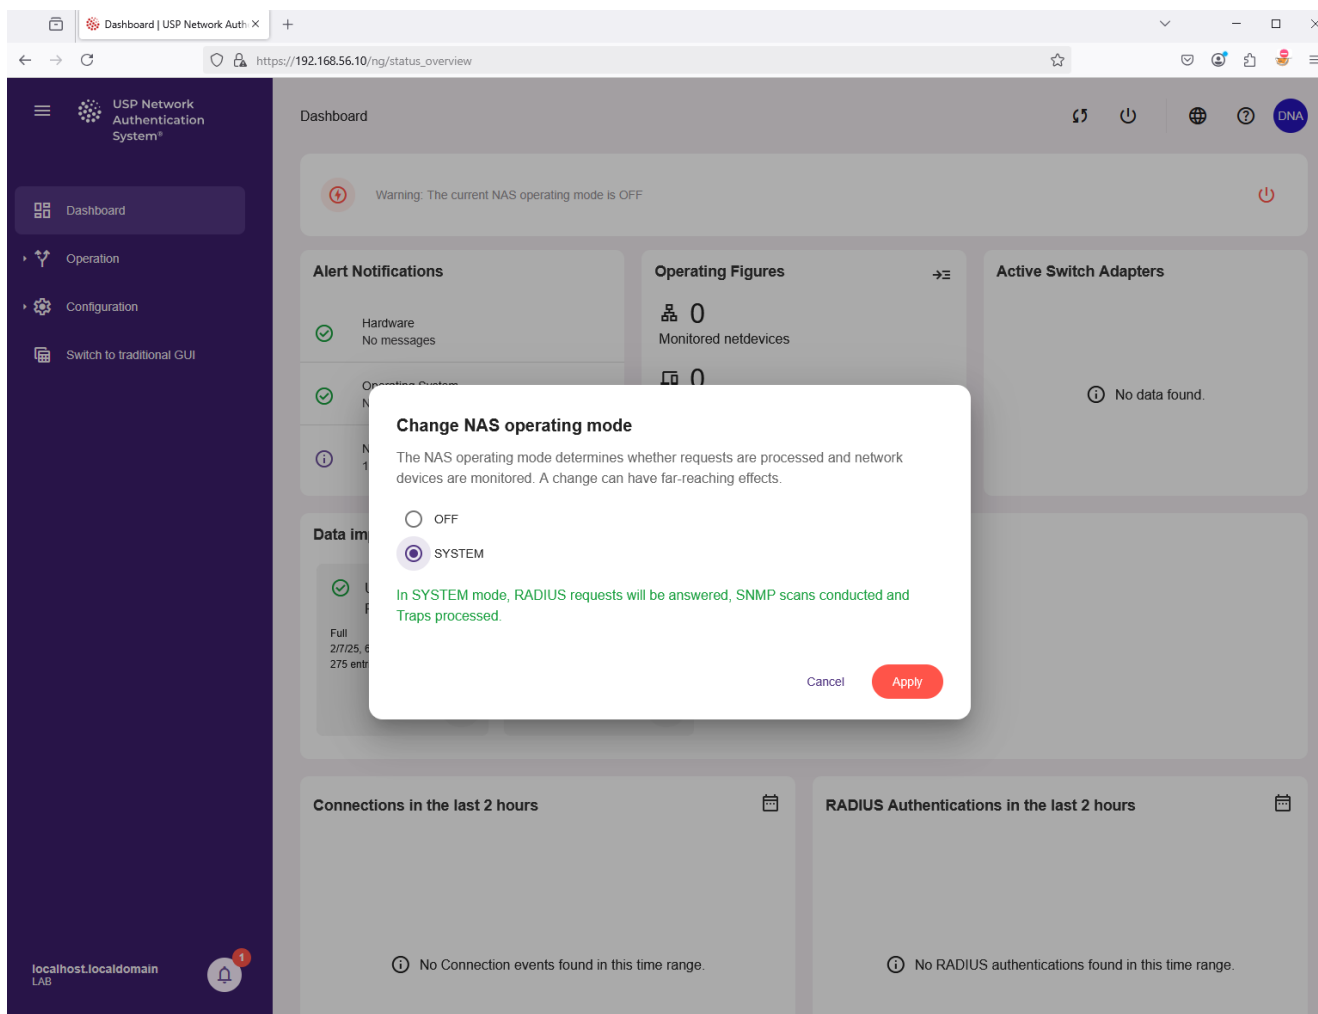 Dashboard | USP Network Auth
https://192.168.56.10/ng/status_overview
USP Network
Authentication
System®
Dashboard
DNA
Warning: The current NAS operating mode is OFF
Dashboard
Operation
Configuration
Switch to traditional GUI
Alert Notifications
Hardware
No messages
Operating System
Operating Figures
0
Monitored netdevices
0
Active Switch Adapters
No data found.
Change NAS operating mode
The NAS operating mode determines whether requests are processed and network
devices are monitored. A change can have far-reaching effects.
OFF
SYSTEM
In SYSTEM mode, RADIUS requests will be answered, SNMP scans conducted and
Traps processed.
Cancel
Apply
Data im
Full
2/7/25, 6
275 entr
Connections in the last 2 hours
No Connection events found in this time range.
RADIUS Authentications in the last 2 hours
No RADIUS authentications found in this time range.
localhost.localdomain
LAB
1